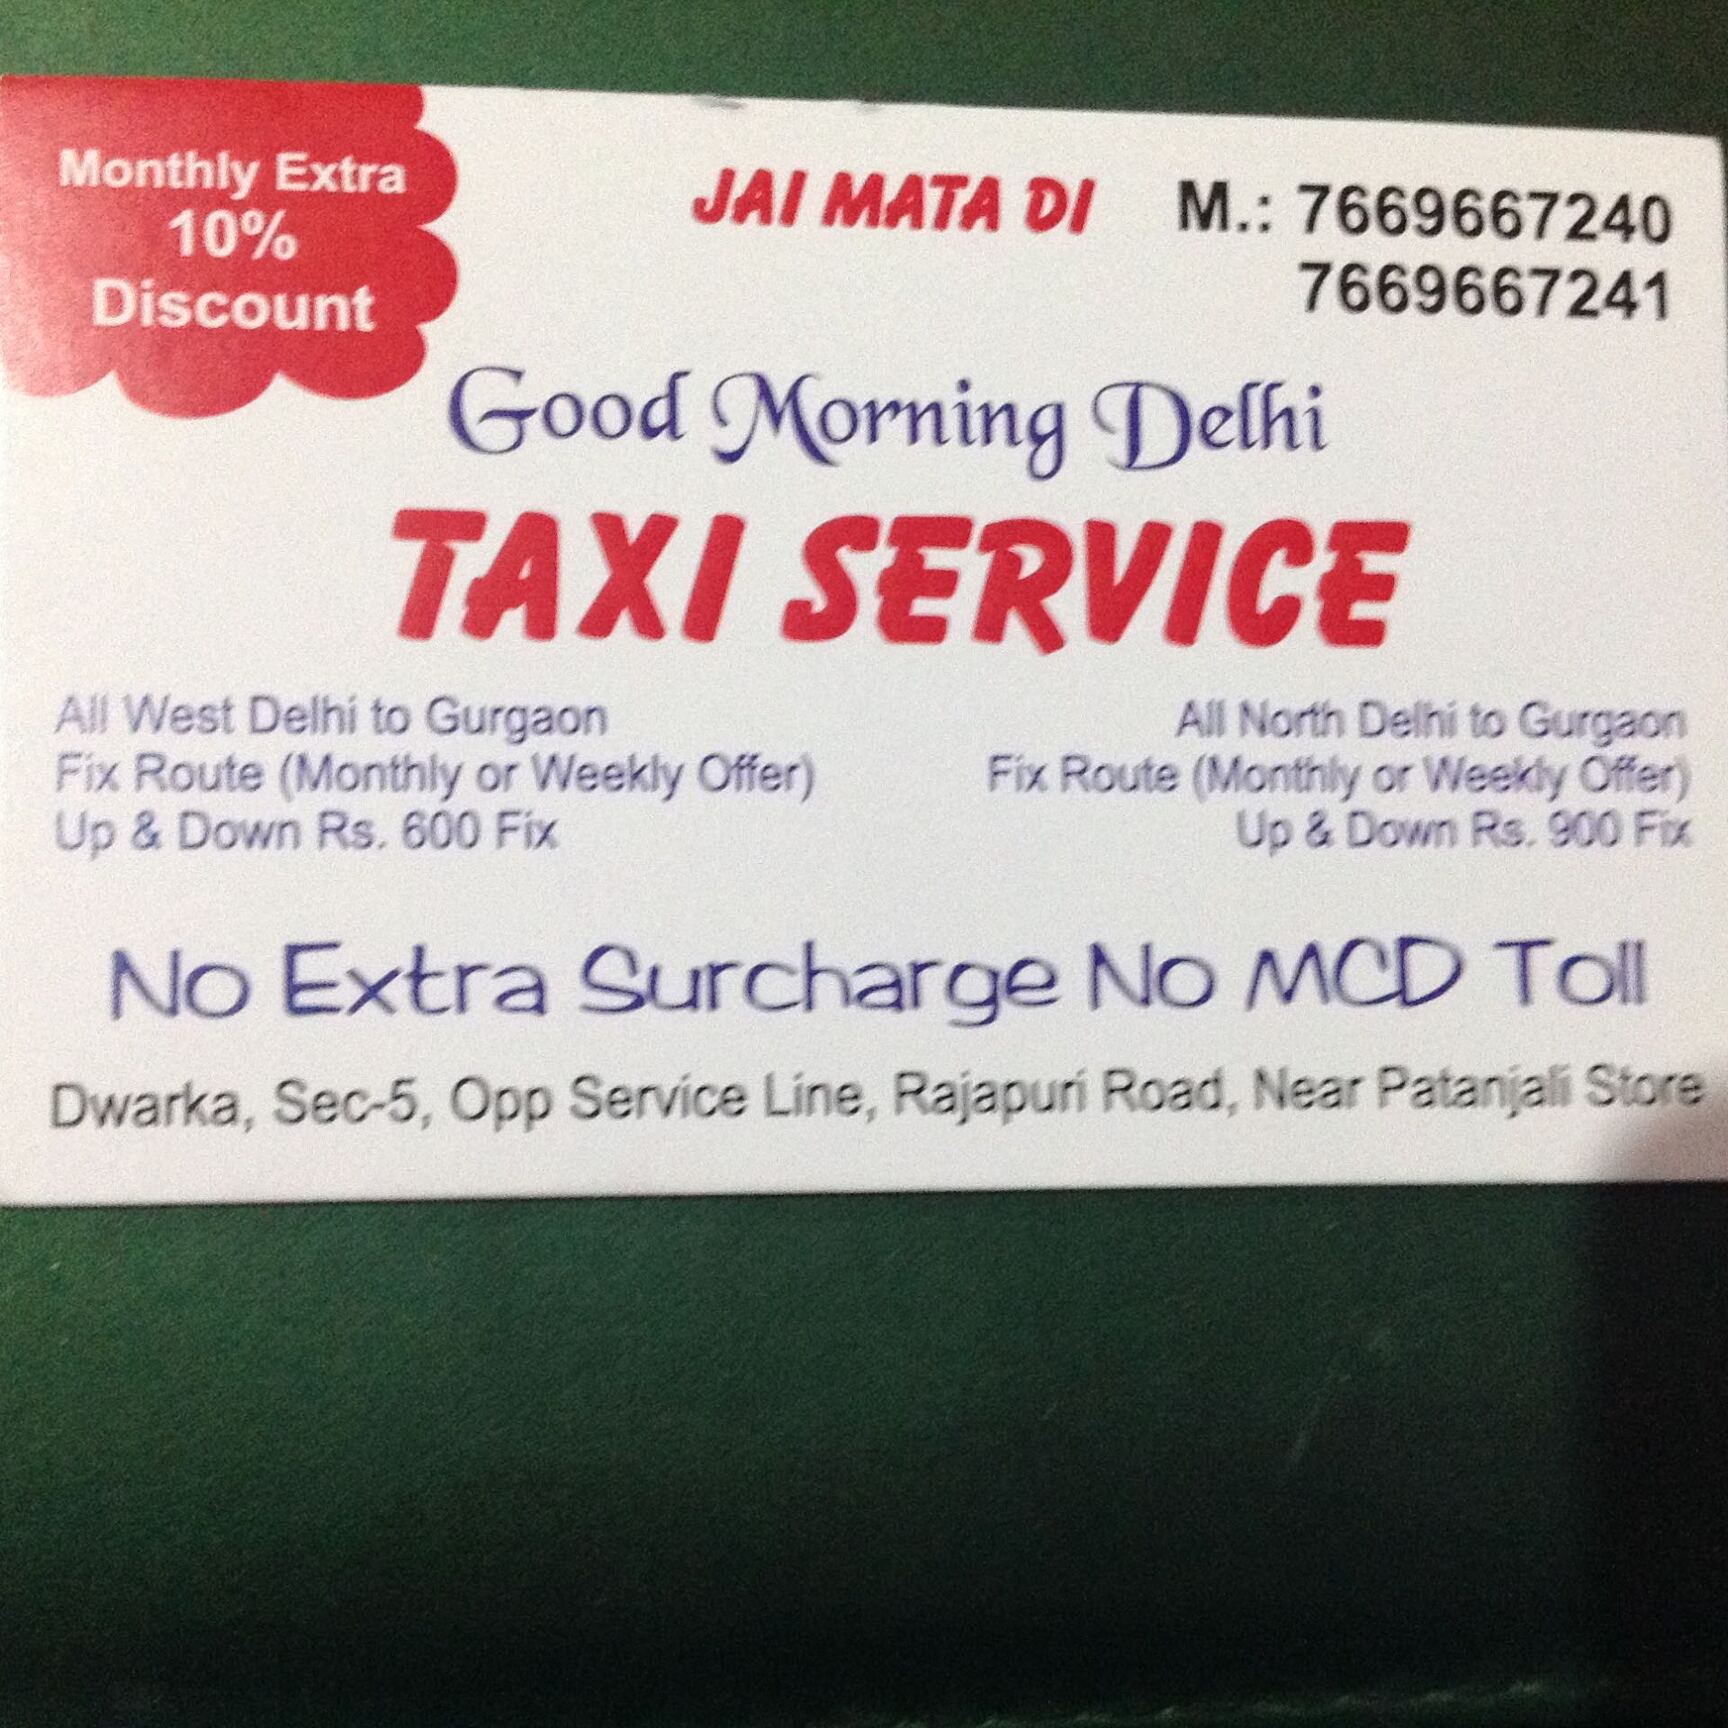 Monthly Extra
10%
Discount
JAI MATA DI
M.: 7669667240
7669667241
Good Morning Delhi
TAXI SERVICE
All West Delhi to Gurgaon
Fix Route (Monthly or Weekly Offer)
Up & Down Rs. 600 Fix
All North Delhi to Gurgaon
Fix Route (Monthly or Weekly Offer)
Up & Down Rs. 900 Fix
No Extra Surcharge No MCD Toll
Dwarka, Sec-5, Opp Service Line, Rajapuri Road, Near Patanjali Store